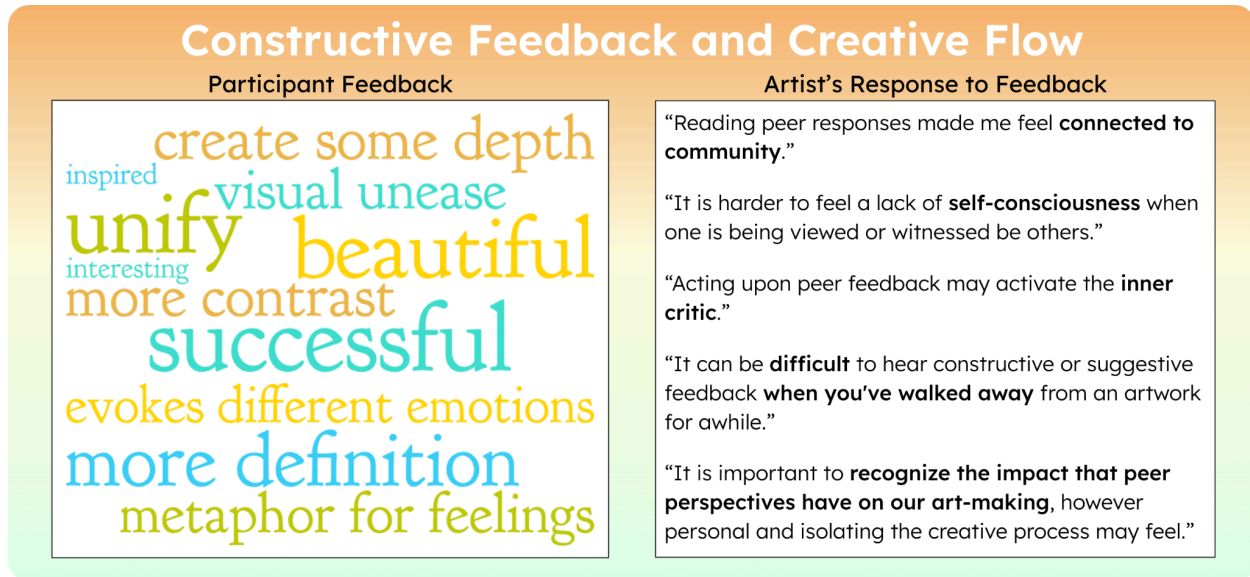 Constructive Feedback and Creative Flow
Participant Feedback
create some depth
inspired
visual unease
unify
beautiful
interesting
more contrast
successful
evokes different emotions
more definition
metaphor for feelings
Artist’s Response to Feedback
“Reading peer responses made me feel connected to
community.”
“It is harder to feel a lack of self-consciousness when
one is being viewed or witnessed be others.”
“Acting upon peer feedback may activate the inner
critic.”
“It can be difficult to hear constructive or suggestive
feedback when you've walked away from an artwork
for awhile.”
“It is important to recognize the impact that peer
perspectives have on our art-making, however
personal and isolating the creative process may feel.”